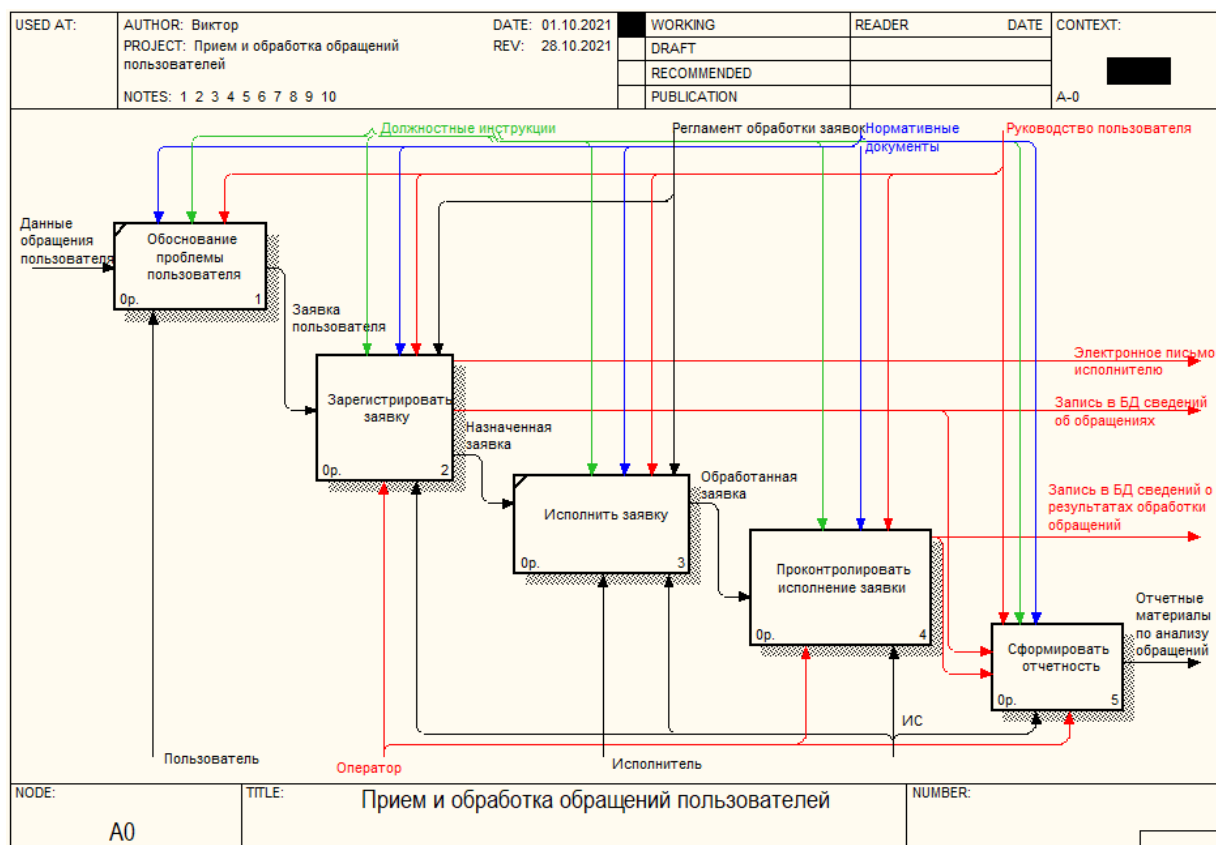 USED AT:
AUTHOR: Виктор
DATE: 01.10.2021
PROJECT: Прием и обработка обращений
пользователей
REV: 28.10.2021
NOTES: 1 2 3 4 5 6 7 8 9 10
WORKING
DRAFT
RECOMMENDED
PUBLICATION
READER
DATE
CONTEXT:
A-0
Должностные инструкции
Регламент обработки заявок
Нормативные
документы
Руководство пользователя
Данные
обращения
пользователя
Обоснование
проблемы
пользователя
0р.
1
Заявка
пользователя
Зарегистрировать
заявку
0р.
2
Электронное письмо
исполнителю
Запись в БД сведений
об обращениях
Назначенная
заявка
Исполнить заявку
0р.
3
Обработанная
заявка
Запись в БД сведений о
результатах обработки
обращений
Проконтролировать
исполнение заявки
0р.
4
Отчетные
материалы
по анализу
обращений
Сформировать
отчетность
0р.
5
Пользователь
Оператор
Исполнитель
ИС
NODE:
A0
TITLE:
Прием и обработка обращений пользователей
NUMBER: